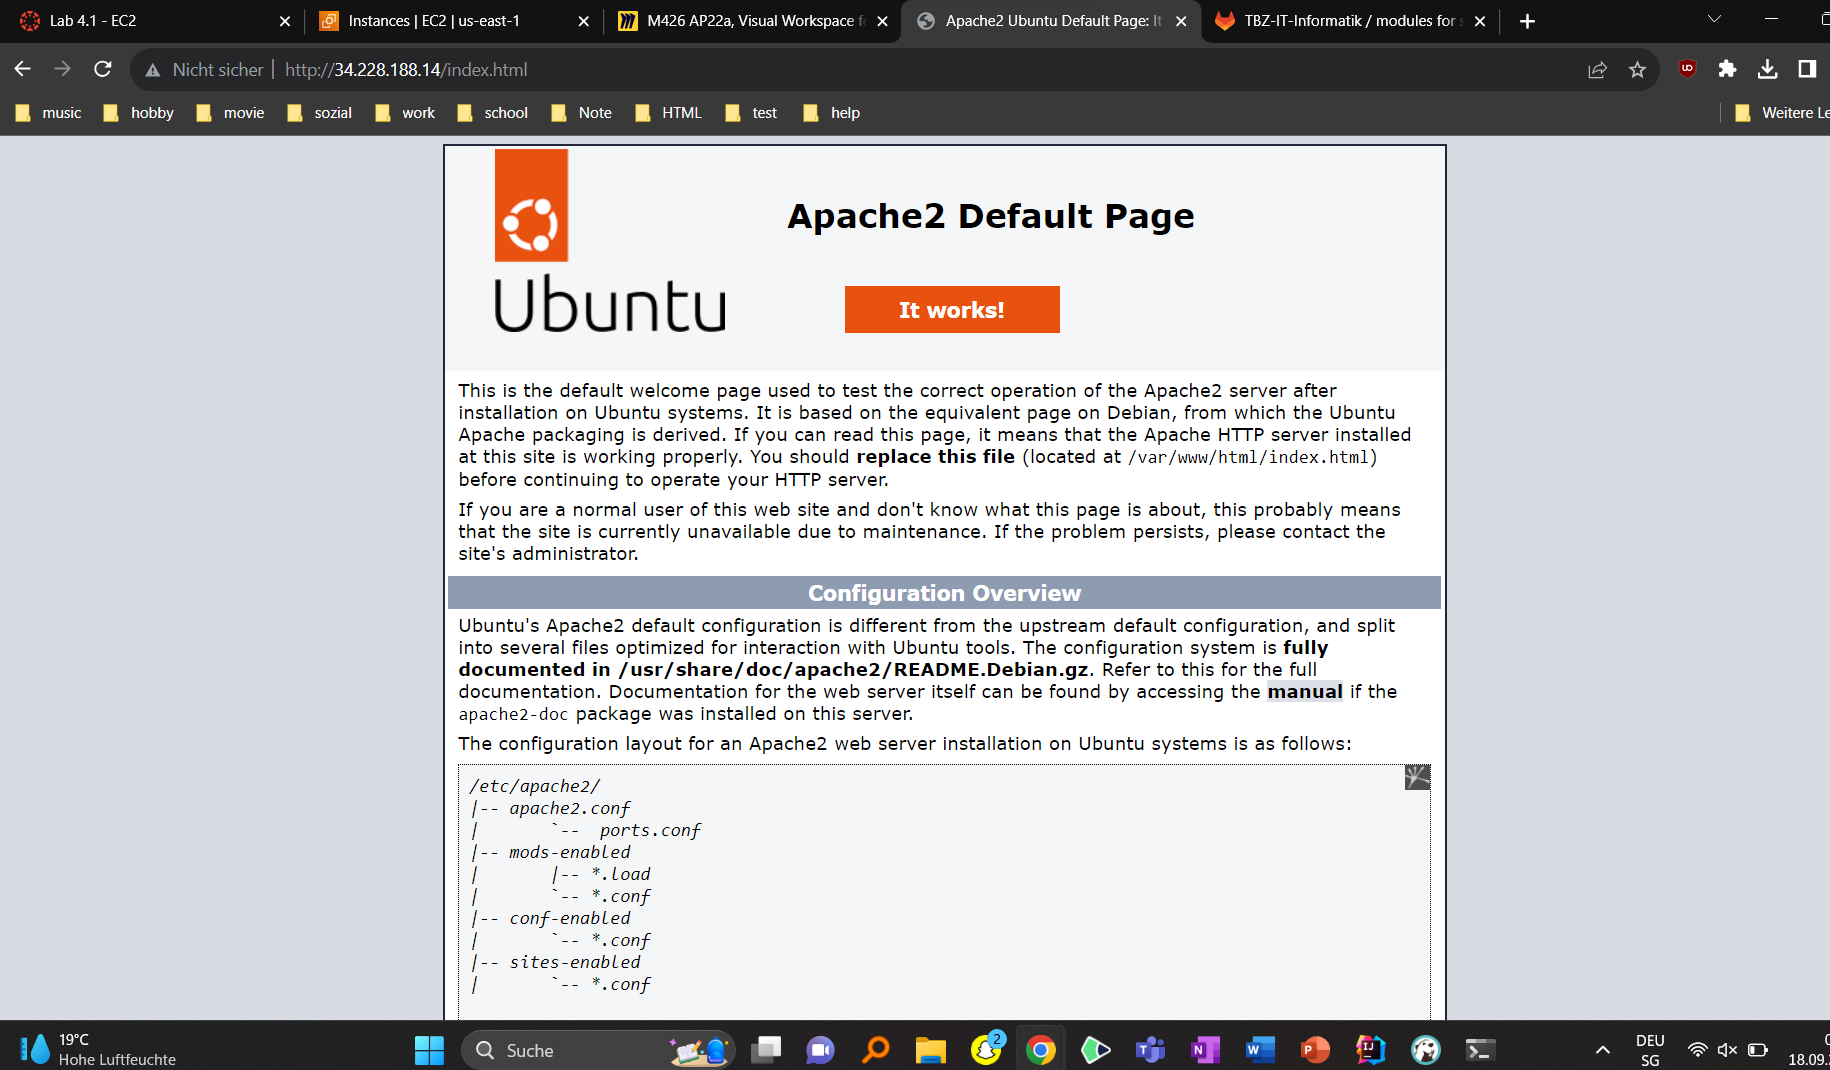 Lab 4.1 - EC2
Instances | EC2 | us-east-1
M426 AP22a, Visual Workspace f
Apache2 Ubuntu Default Page: It
TBZ-IT-Informatik / modules for s
Nicht sicher | http://34.228.188.14/index.html
music
hobby
movie
sozial
work
school
Note
HTML
test
help
Weitere Le
Ubuntu
Apache2 Default Page
It works!
This is the default welcome page used to test the correct operation of the Apache2 server after
installation on Ubuntu systems. It is based on the equivalent page on Debian, from which the Ubuntu
Apache packaging is derived. If you can read this page, it means that the Apache HTTP server installed
at this site is working properly. You should replace this file (located at /var/www/html/index.html)
before continuing to operate your HTTP server.
If you are a normal user of this web site and don't know what this page is about, this probably means
that the site is currently unavailable due to maintenance. If the problem persists, please contact the
site's administrator.
Configuration Overview
Ubuntu's Apache2 default configuration is different from the upstream default configuration, and split
into several files optimized for interaction with Ubuntu tools. The configuration system is fully
documented in /usr/share/doc/apache2/README.Debian.gz. Refer to this for the full
documentation. Documentation for the web server itself can be found by accessing the manual if the
apache2-doc package was installed on this server.
The configuration layout for an Apache2 web server installation on Ubuntu systems is as follows:
/etc/apache2/
|-- apache2.conf
|       `--  ports.conf
|-- mods-enabled
|       |-- *.load
|       `-- *.conf
|-- conf-enabled
|       `-- *.conf
|-- sites-enabled
|       `-- *.conf
19°C
Hohe Luftfeuchte
Suche
2
DEU
SG
18.09.